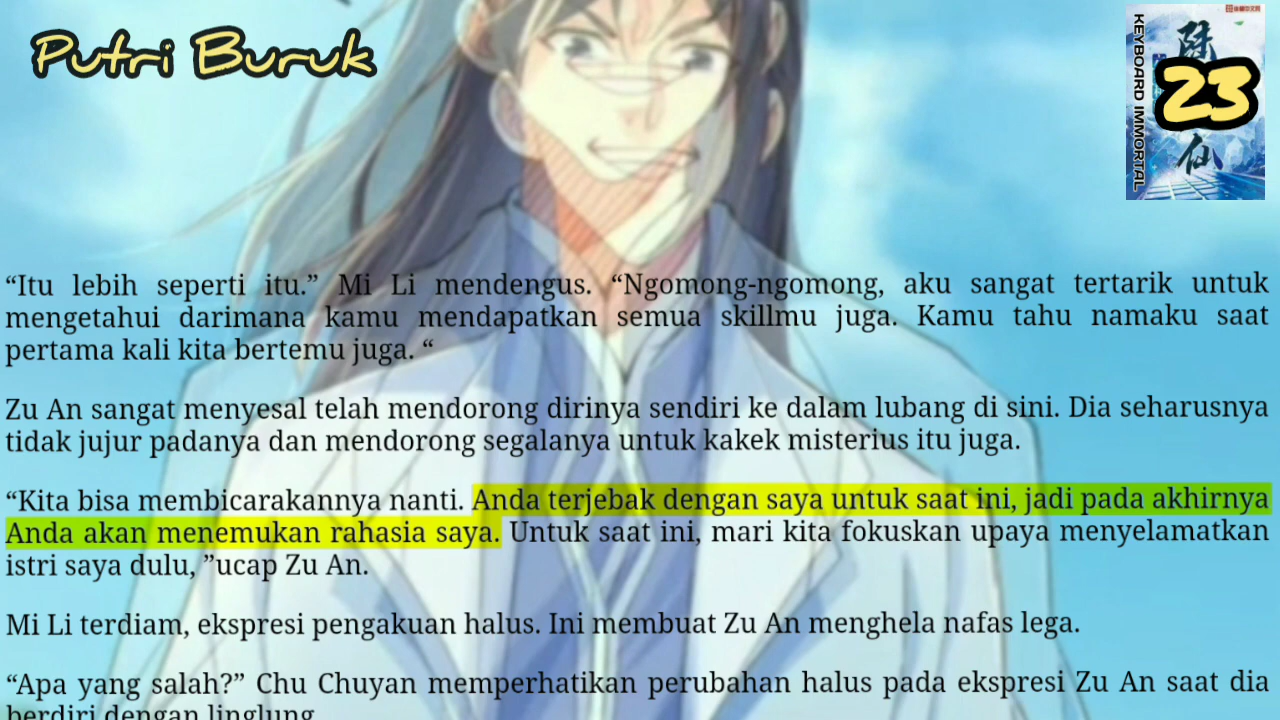 Putri Buruk
KEYBOARD IMMORTAL
陆
23
仙
“Itu lebih seperti itu.” Mi Li mendengus. “Ngomong-ngomong, aku sangat tertarik untuk
mengetahui darimana kamu mendapatkan semua skillmu juga. Kamu tahu namaku saat
pertama kali kita bertemu juga. “
Zu An sangat menyesal telah mendorong dirinya sendiri ke dalam lubang di sini. Dia seharusnya
tidak jujur padanya dan mendorong segalanya untuk kakek misterius itu juga.
“Kita bisa membicarakannya nanti. Anda terjebak dengan saya untuk saat ini, jadi pada akhirnya
Anda akan menemukan rahasia saya. Untuk saat ini, mari kita fokuskan upaya menyelamatkan
istri saya dulu, ”ucap Zu An.
Mi Li terdiam, ekspresi pengakuan halus. Ini membuat Zu An menghela nafas lega.
“Apa yang salah?” Chu Chuyan memperhatikan perubahan halus pada ekspresi Zu An saat dia
berdiri dengan linglung